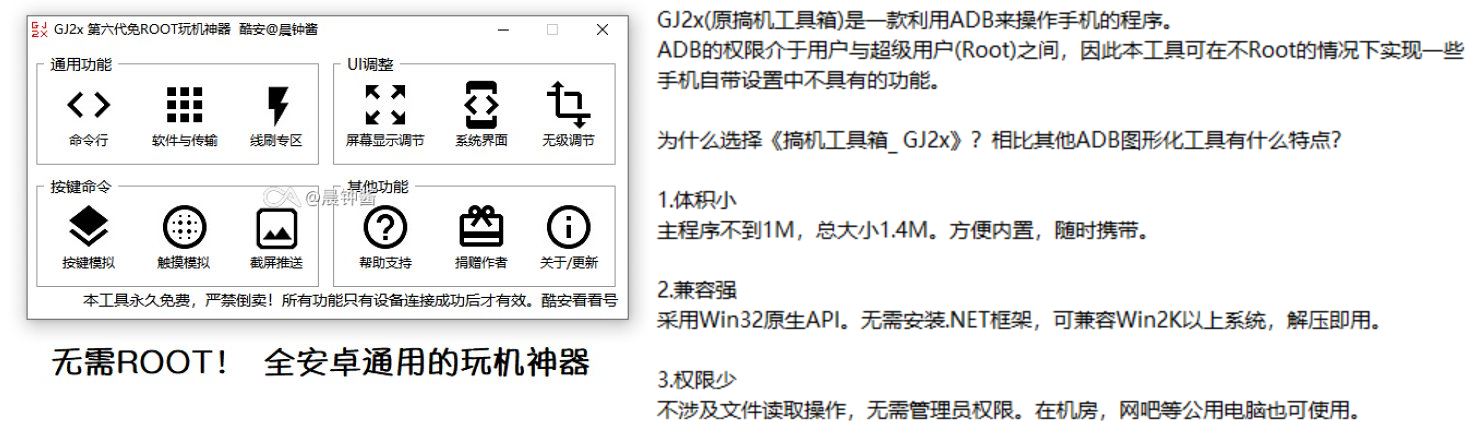 GJ2x 第六代免ROOT玩机神器 酷安@晨钟酱
通用功能
命令行
软件与传输
线刷专区
UI调整
屏幕显示调节
系统界面
无级调节
按键命令
按键模拟
触摸模拟
截屏推送
其他功能
帮助支持
捐赠作者
关于/更新
@晨钟酱
本工具永久免费，严禁倒卖！所有功能只有设备连接成功后才有效。酷安看看号
无需ROOT！ 全安卓通用的玩机神器
GJ2x(原搞机工具箱)是一款利用ADB来操作手机的程序。
ADB的权限介于用户与超级用户(Root)之间，因此本工具可在不Root的情况下实现一些
手机自带设置中不具有的功能。
为什么选择《搞机工具箱_ GJ2x》？相比其他ADB图形化工具有什么特点？
1.体积小
主程序不到1M，总大小1.4M。方便内置，随时携带。
2.兼容强
采用Win32原生API。无需安装.NET框架，可兼容Win2K以上系统，解压即用。
3.权限少
不涉及文件读取操作，无需管理员权限。在机房，网吧等公用电脑也可使用。